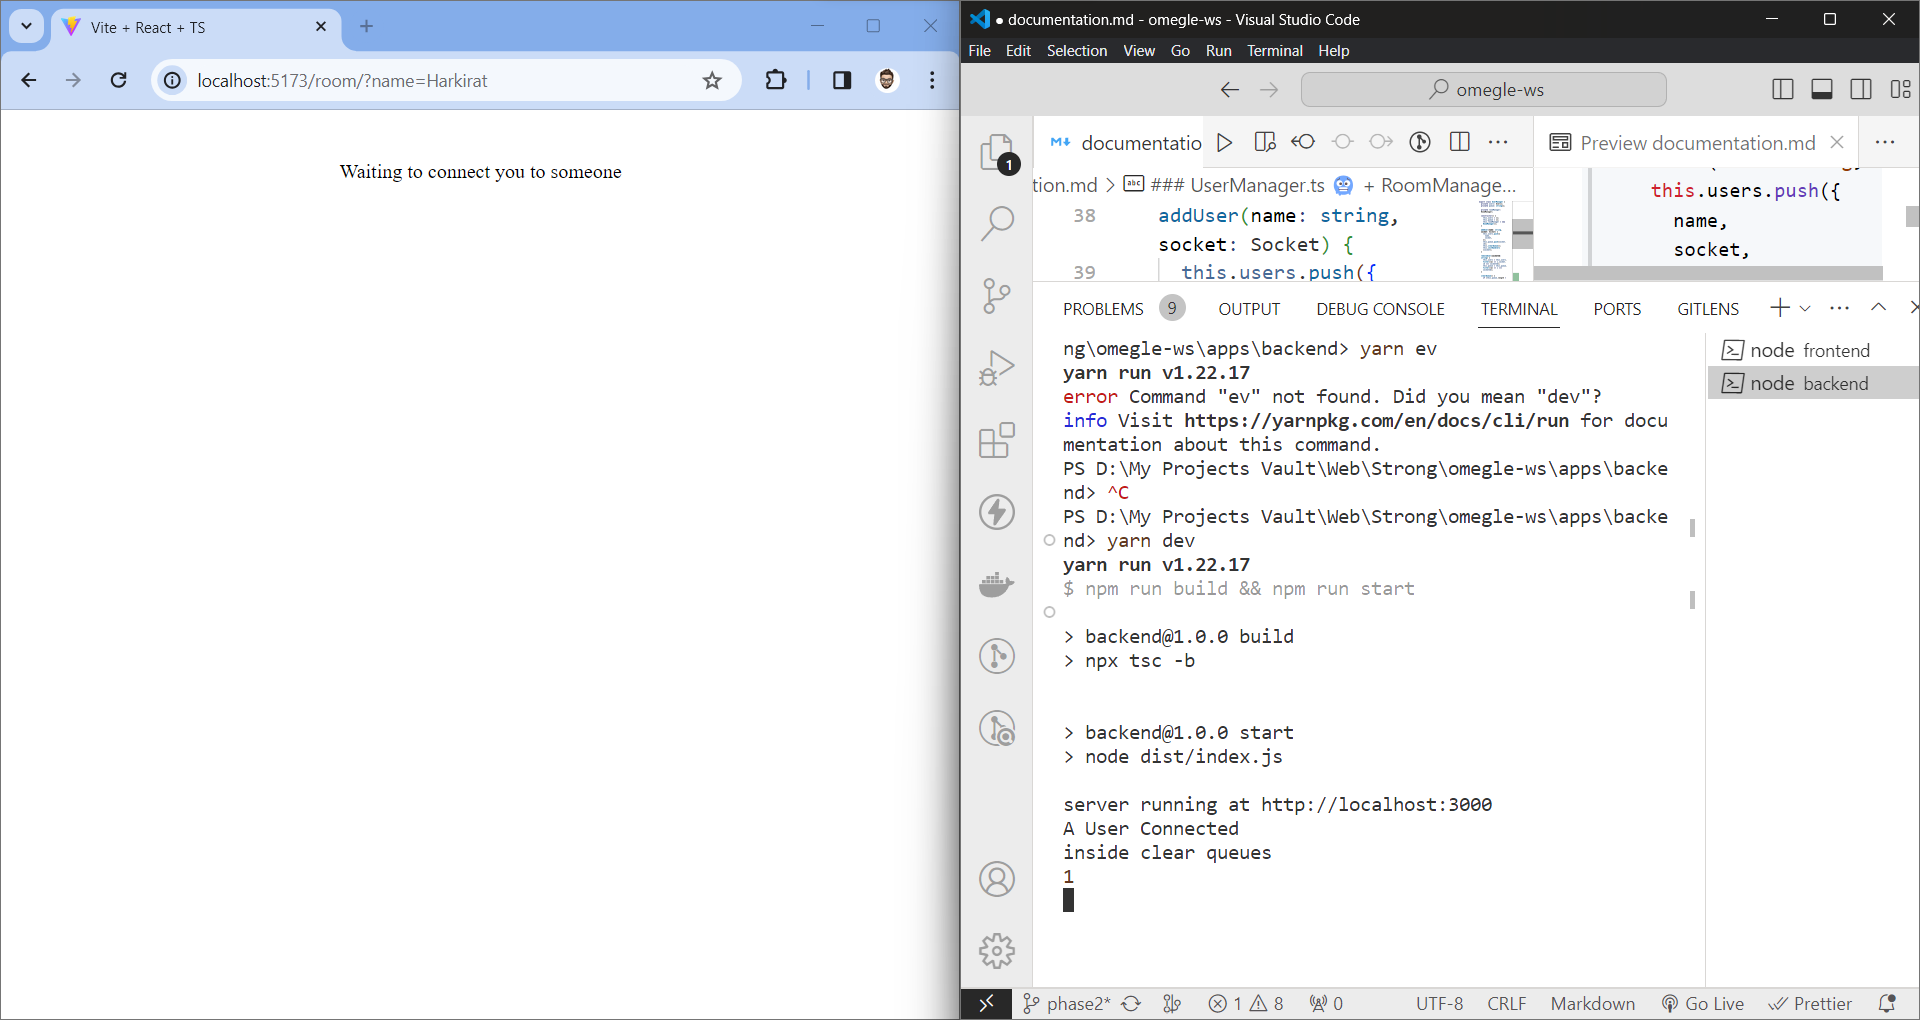 Vite + React + TS
localhost:5173/room/?name=Harkirat
Waiting to connect you to someone
● documentation.md - omegle-ws - Visual Studio Code
File Edit Selection View Go Run Terminal Help
omegle-ws
1
documentatio
Preview documentation.md
tion.md > abc ### UserManager.ts + RoomManage...
38 addUser(name: string,
socket: Socket) {
39 this.users.push({
this.users.push({
name,
socket,
PROBLEMS 9 OUTPUT DEBUG CONSOLE TERMINAL PORTS GITLENS
node frontend
node backend
ng\omegle-ws\apps\backend> yarn ev
yarn run v1.22.17
error Command "ev" not found. Did you mean "dev"?
info Visit https://yarnpkg.com/en/docs/cli/run for docu
mentation about this command.
PS D:\My Projects Vault\Web\Strong\omegle-ws\apps\backe
nd> ^C
PS D:\My Projects Vault\Web\Strong\omegle-ws\apps\backe
nd> yarn dev
yarn run v1.22.17
$ npm run build && npm run start
> backend@1.0.0 build
> npx tsc -b
> backend@1.0.0 start
> node dist/index.js
server running at http://localhost:3000
A User Connected
inside clear queues
1
phase2* 1 8 0 UTF-8 CRLF Markdown Go Live Prettier